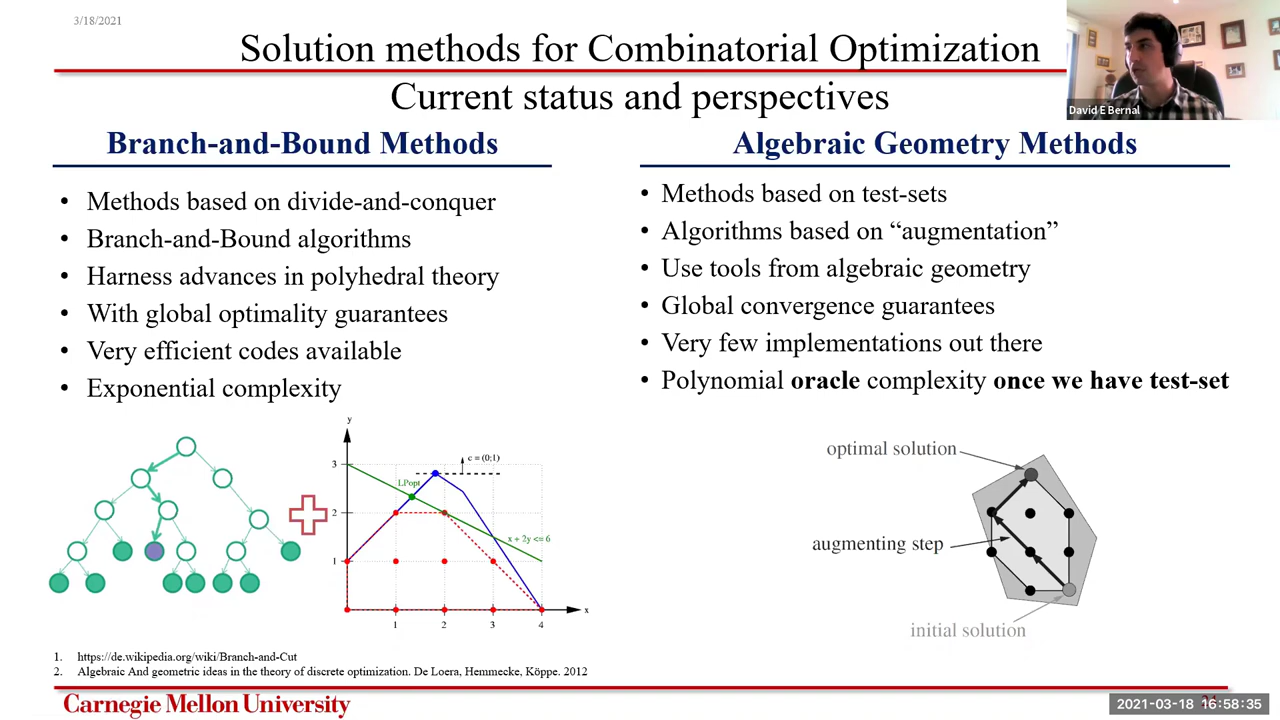 3/18/2021
Solution methods for Combinatorial Optimization
Current status and perspectives
David E Bernal
Branch-and-Bound Methods
• Methods based on divide-and-conquer
• Branch-and-Bound algorithms
• Harness advances in polyhedral theory
• With global optimality guarantees
• Very efficient codes available
• Exponential complexity
Algebraic Geometry Methods
• Methods based on test-sets
• Algorithms based on “augmentation”
• Use tools from algebraic geometry
• Global convergence guarantees
• Very few implementations out there
• Polynomial oracle complexity once we have test-set
y
c = (0;1)
3
LPopt
2
x + 2y <= 6
1
x
1 2 3 4
optimal solution
augmenting step
initial solution
1. https://de.wikipedia.org/wiki/Branch-and-Cut
2. Algebraic And geometric ideas in the theory of discrete optimization. De Loera, Hemmecke, Köppe. 2012
Carnegie Mellon University
2021-03-18 16:58:35